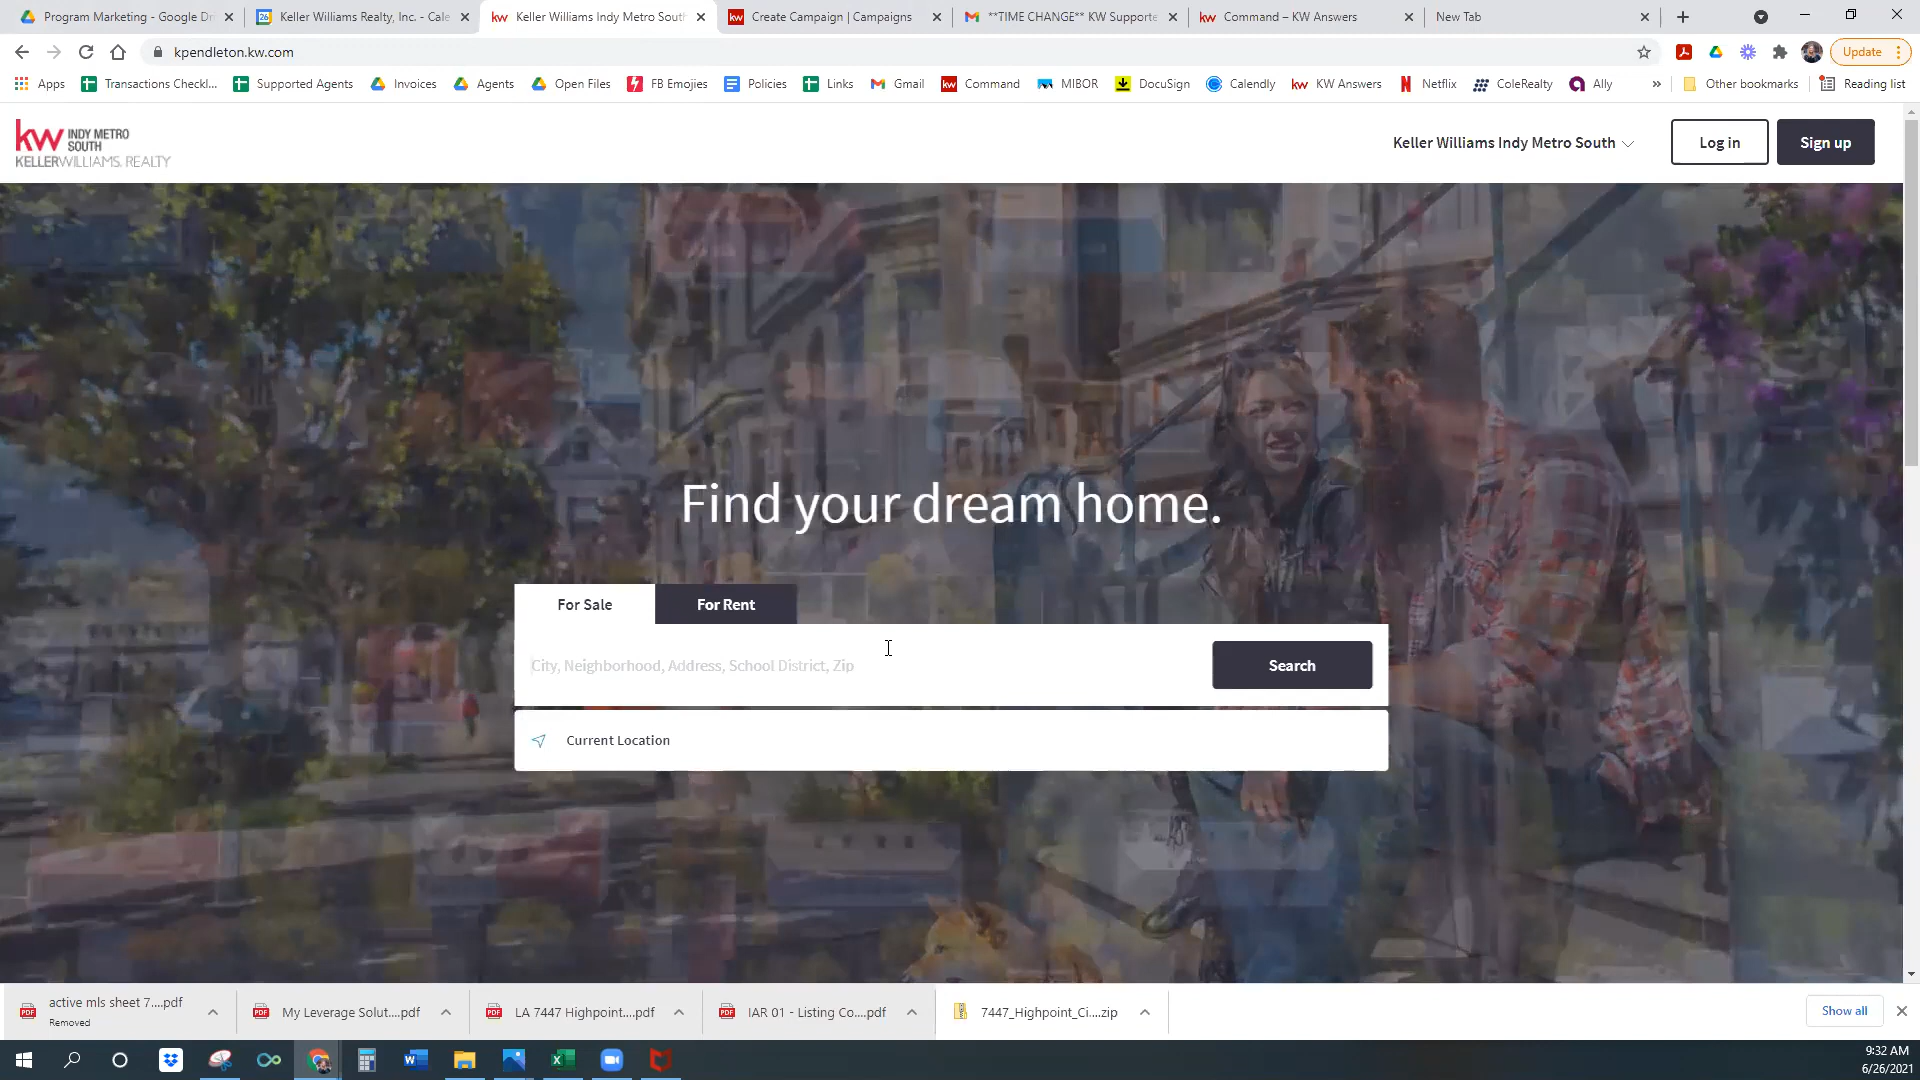 Program Marketing - Google Dr
Keller Williams Realty, Inc. - Cale
Keller Williams Indy Metro South
Create Campaign | Campaigns
**TIME CHANGE** KW Supporte
Command – KW Answers
New Tab
kpendleton.kw.com
Update
Apps
Transactions Checkl...
Supported Agents
Invoices
Agents
Open Files
FB Emojies
Policies
Links
Gmail
Command
MIBOR
DocuSign
Calendly
KW Answers
Netflix
ColeRealty
Ally
»
Other bookmarks
Reading list
kw INDY METRO
SOUTH
KELLERWILLIAMS. REALTY
Keller Williams Indy Metro South
Log in
Sign up
Find your dream home.
For Sale
For Rent
City, Neighborhood, Address, School District, Zip
Search
Current Location
active mls sheet 7....pdf
Removed
My Leverage Solut....pdf
LA 7447 Highpoint....pdf
IAR 01 - Listing Co....pdf
7447_Highpoint_Ci....zip
Show all
9:32 AM
6/26/2021